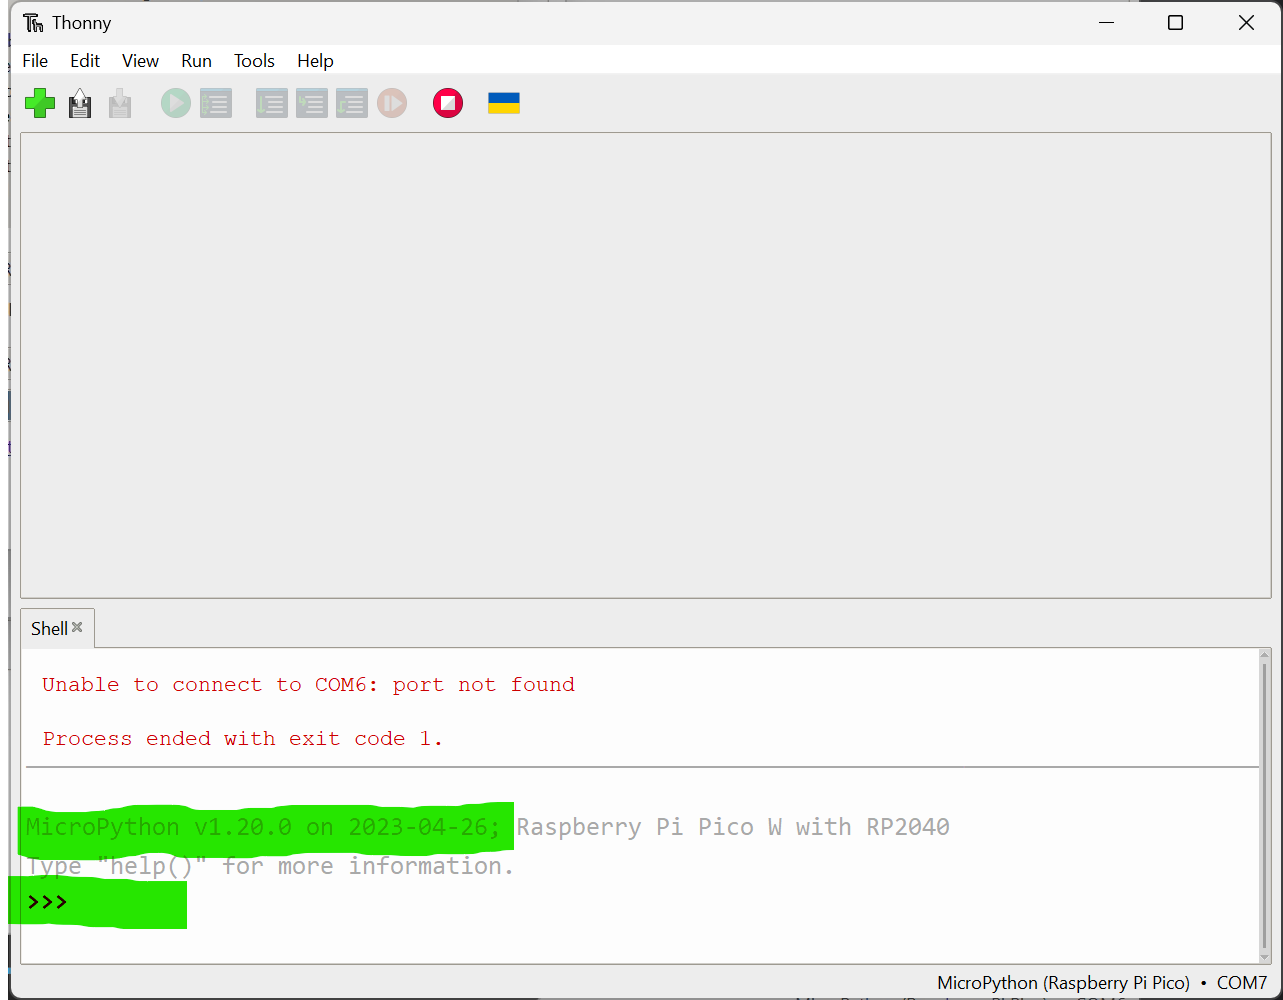 Thonny
File Edit View Run Tools Help
Shell
Unable to connect to COM6: port not found
Process ended with exit code 1.
MicroPython v1.20.0 on 2023-04-26; Raspberry Pi Pico W with RP2040
Type "help()" for more information.
>>>
MicroPython (Raspberry Pi Pico) • COM7